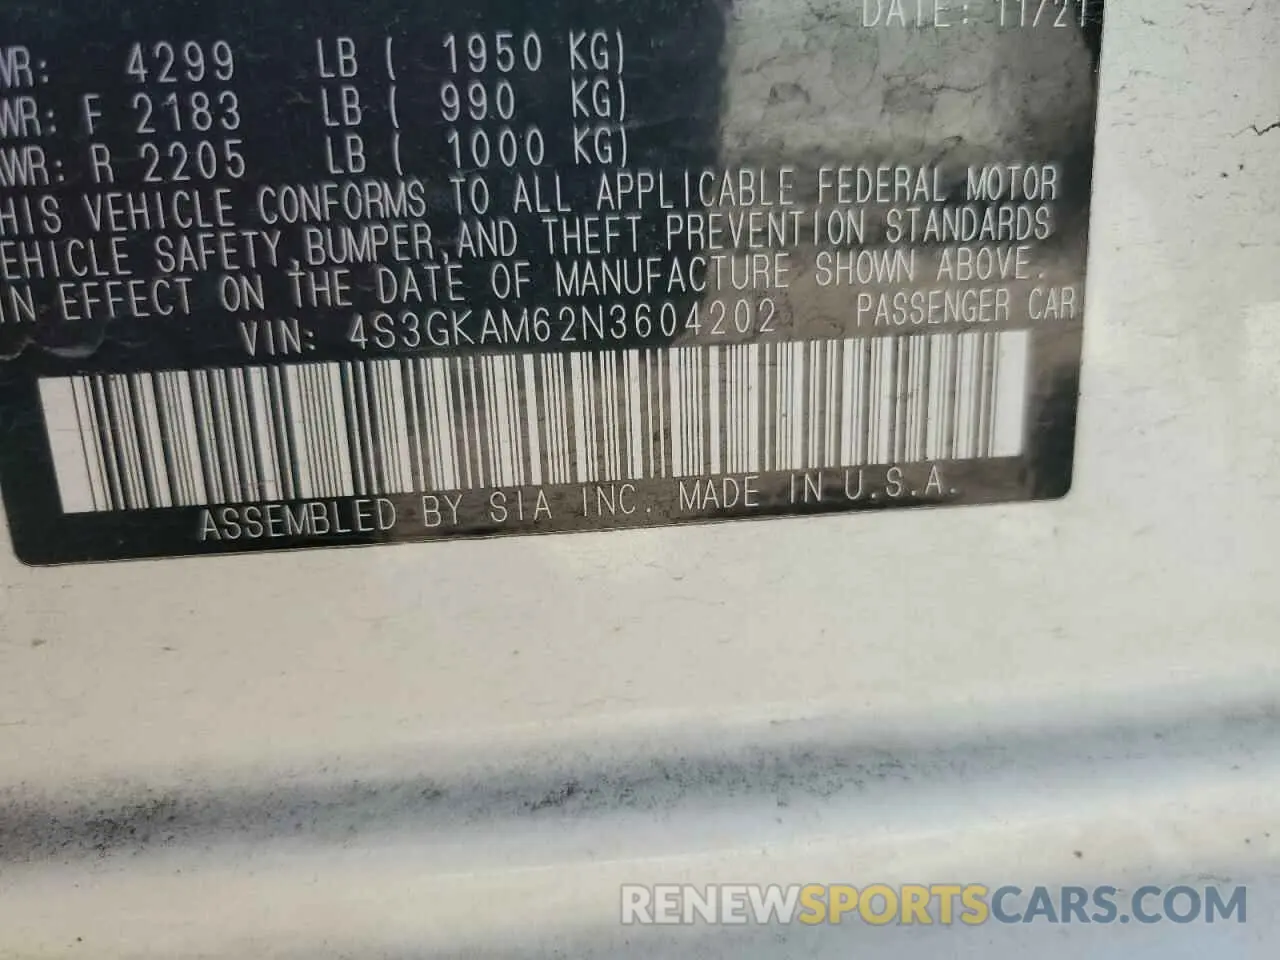 DATE: 11/21
WR: 4299 LB ( 1950 KG)
WR: F 2183 LB ( 990 KG)
WR: R 2205 LB ( 1000 KG)
HIS VEHICLE CONFORMS TO ALL APPLICABLE FEDERAL MOTOR
EHICLE SAFETY, BUMPER, AND THEFT PREVENTION STANDARDS
IN EFFECT ON THE DATE OF MANUFACTURE SHOWN ABOVE.
VIN: 4S3GKAM62N3604202 PASSENGER CAR
ASSEMBLED BY SIA INC. MADE IN U.S.A.
RENEWSPORTSCARS.COM